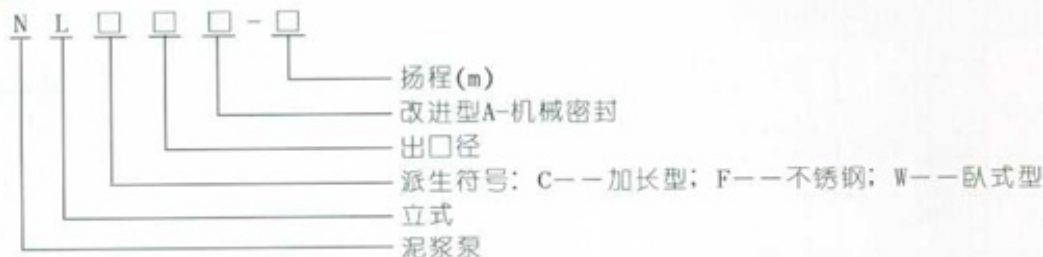 N L □ □ □ - □
扬程(m)
改进型A-机械密封
出口径
派生符号: C——加长型; F——不锈钢; W——卧式型
立式
泥浆泵